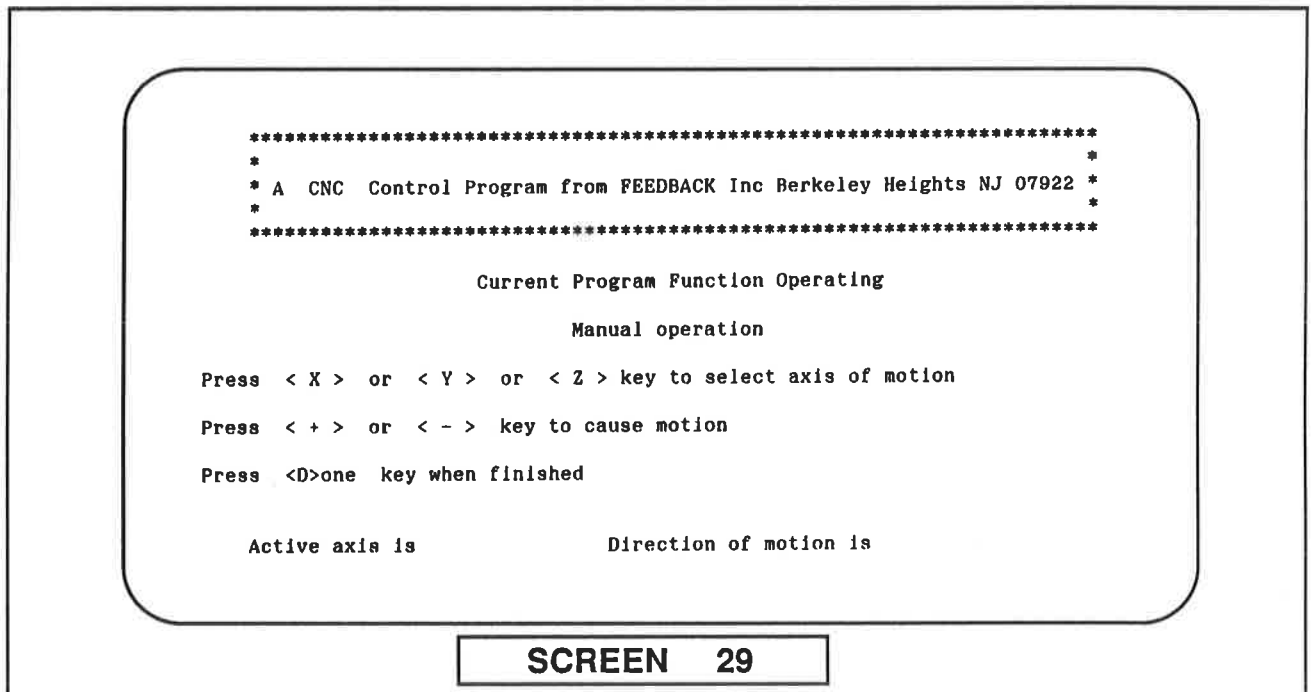 ************************************************************************
*                                                                      *
* A  CNC  Control Program from FEEDBACK Inc Berkeley Heights NJ 07922 *
*                                                                      *
************************************************************************
Current Program Function Operating
Manual operation
Press  < X >  or  < Y >  or  < Z > key to select axis of motion
Press  < + >  or  < - >  key to cause motion
Press  <D>one  key when finished
Active axis is                Direction of motion is
SCREEN 29